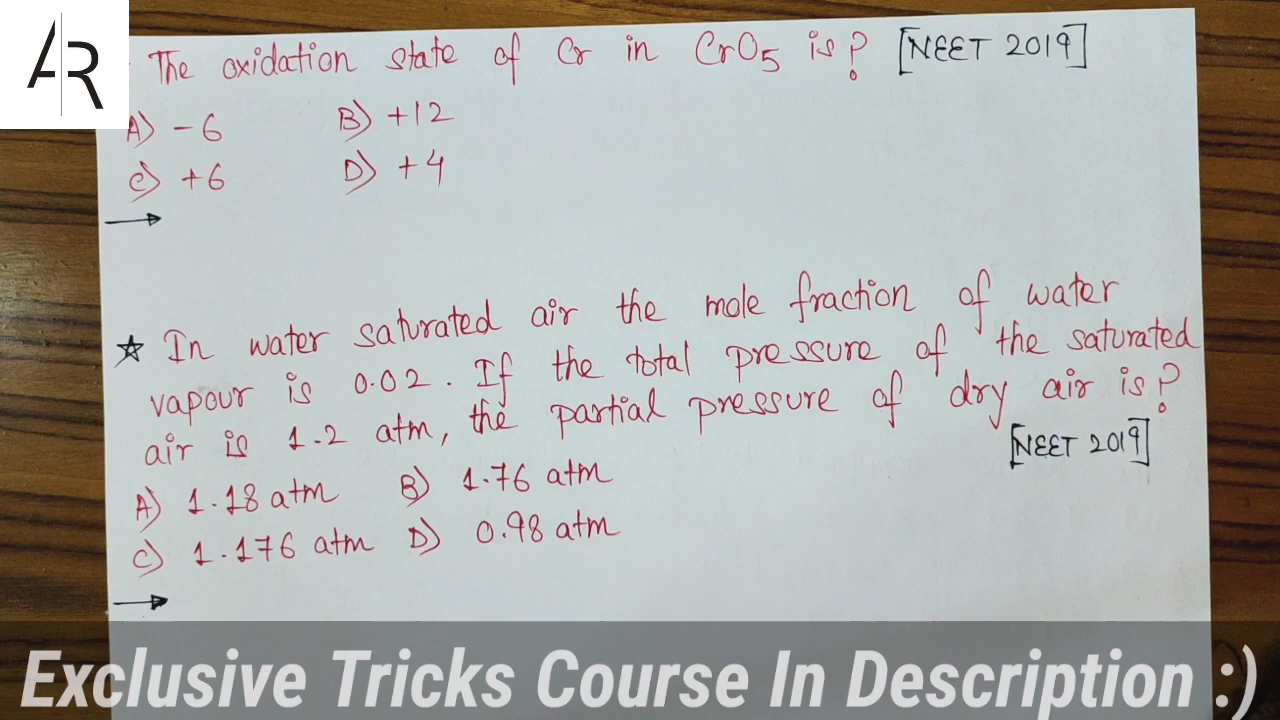 AR
The oxidation state of Cr in CrO5 is? [NEET 2019]
A) -6 B) +12
C) +6 D) +4
☆ In water saturated air the mole fraction of water
vapour is 0.02. If the total pressure of the saturated
air is 1.2 atm, the partial pressure of dry air is?
[NEET 2019]
A) 1.18 atm B) 1.76 atm
C) 1.176 atm D) 0.98 atm
Exclusive Tricks Course In Description :)